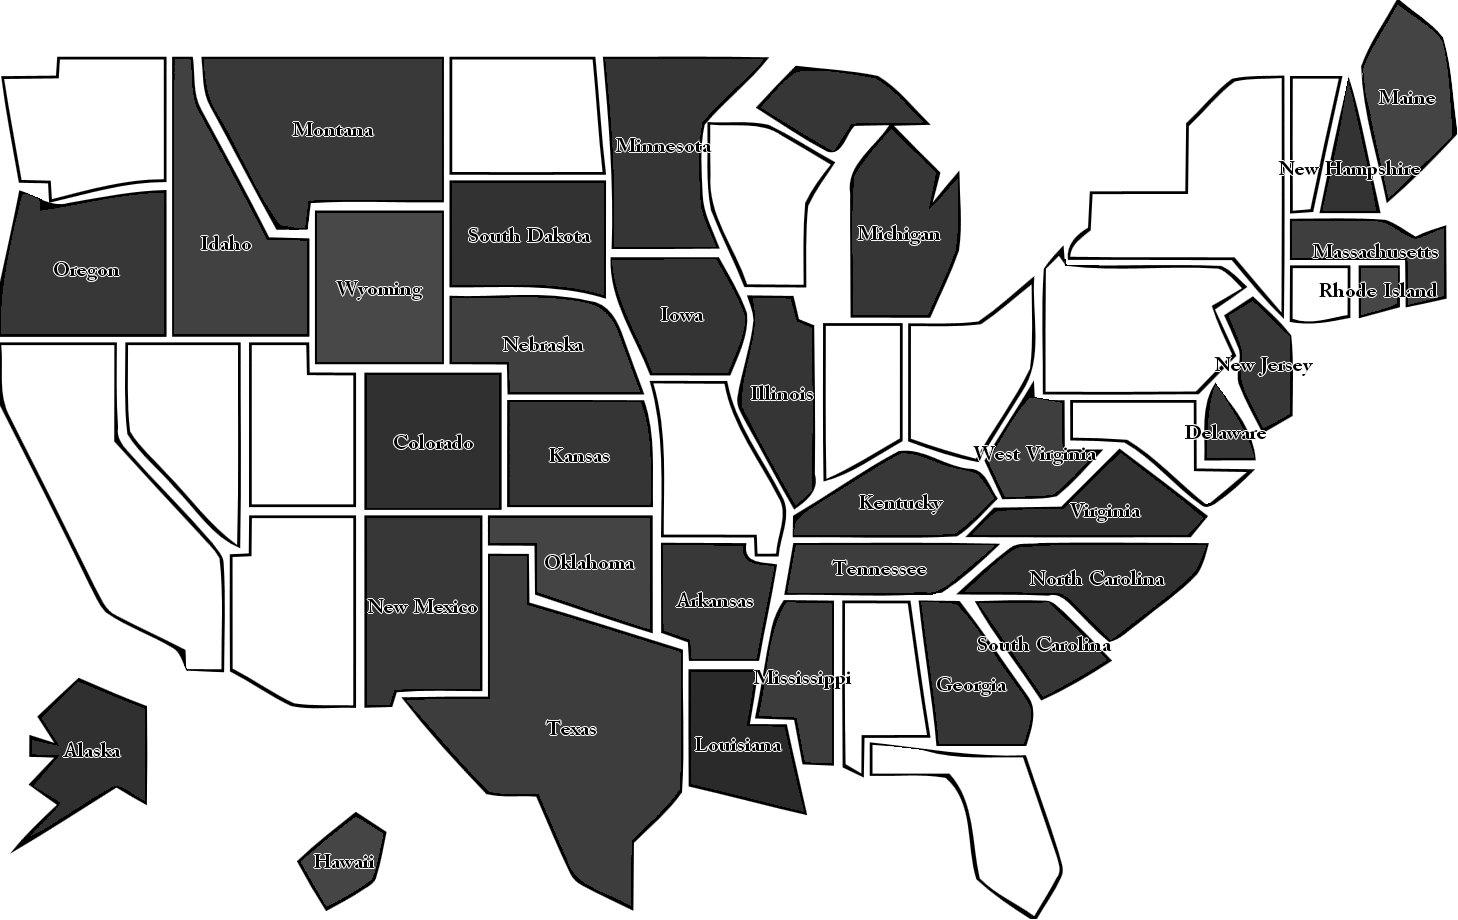 Maine
Montana
Minnesota
New Hampshire
South Dakota
Michigan
Idaho
Massachusetts
Oregon
Wyoming
Rhode Island
Iowa
Nebraska
New Jersey
Illinois
Delaware
Colorado
Kansas
West Virginia
Kentucky
Virginia
Oklahoma
Tennessee
North Carolina
Arkansas
New Mexico
South Carolina
Mississippi
Georgia
Texas
Louisiana
Alaska
Hawaii